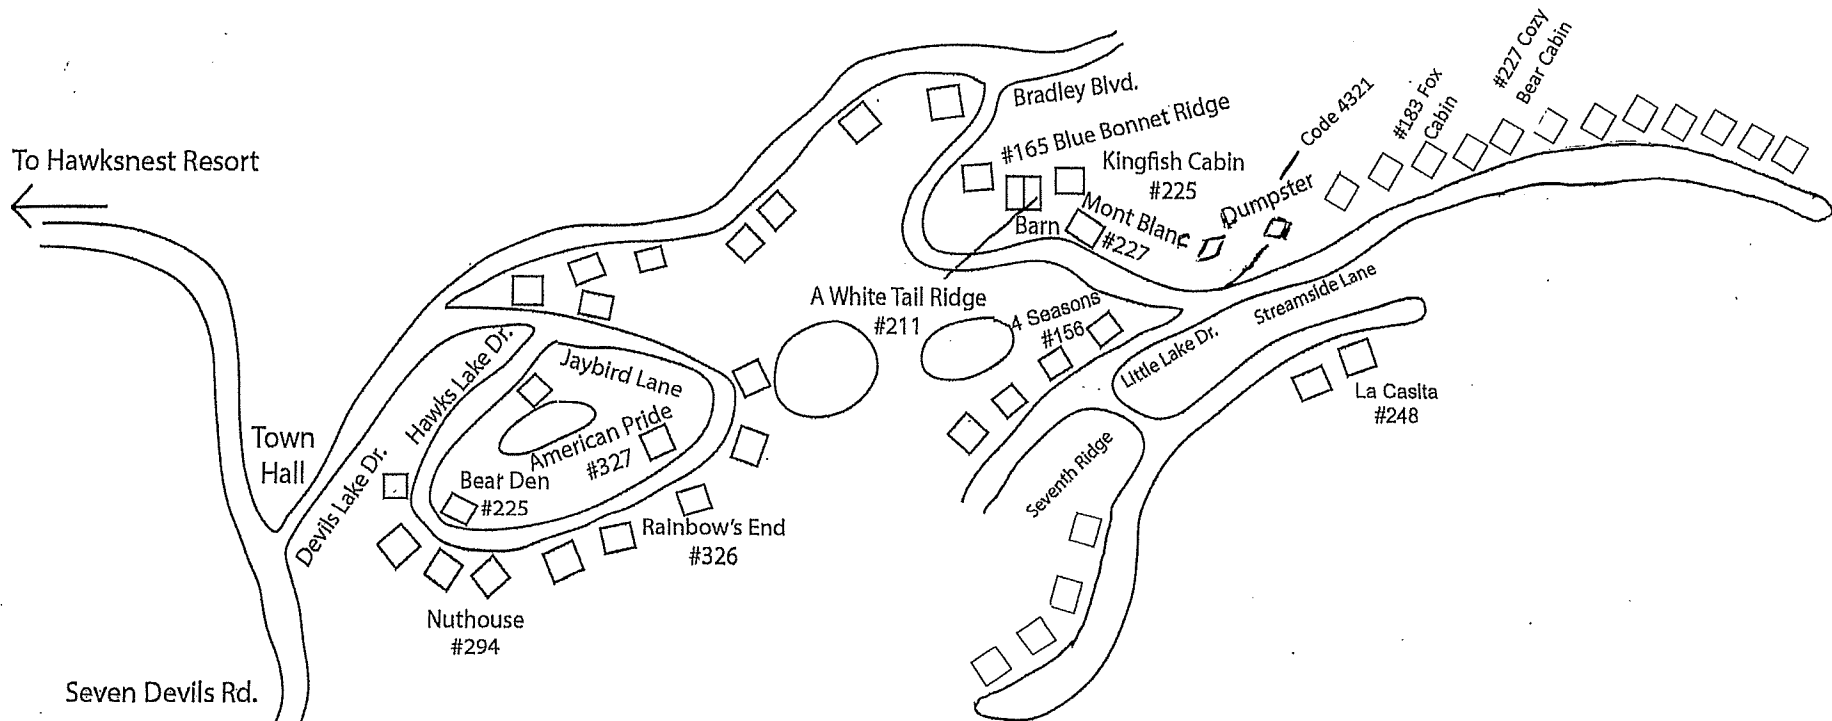 To Hawksnest Resort
Bradley Blvd.
#165 Blue Bonnet Ridge
Kingfish Cabin
#225
Barn
Mont Blanc
#227
Dumpster
Code 4321
#183 Fox
Cabin
#227 Cozy
Bear Cabin
A White Tail Ridge
#211
4 Seasons
#156
Little Lake Dr.
Streamside Lane
La Casita
#248
Seventh Ridge
Hawks Lake Dr.
Jaybird Lane
American Pride
#327
Bear Den
#225
Town
Hall
Devils Lake Dr.
Rainbow's End
#326
Nuthouse
#294
Seven Devils Rd.